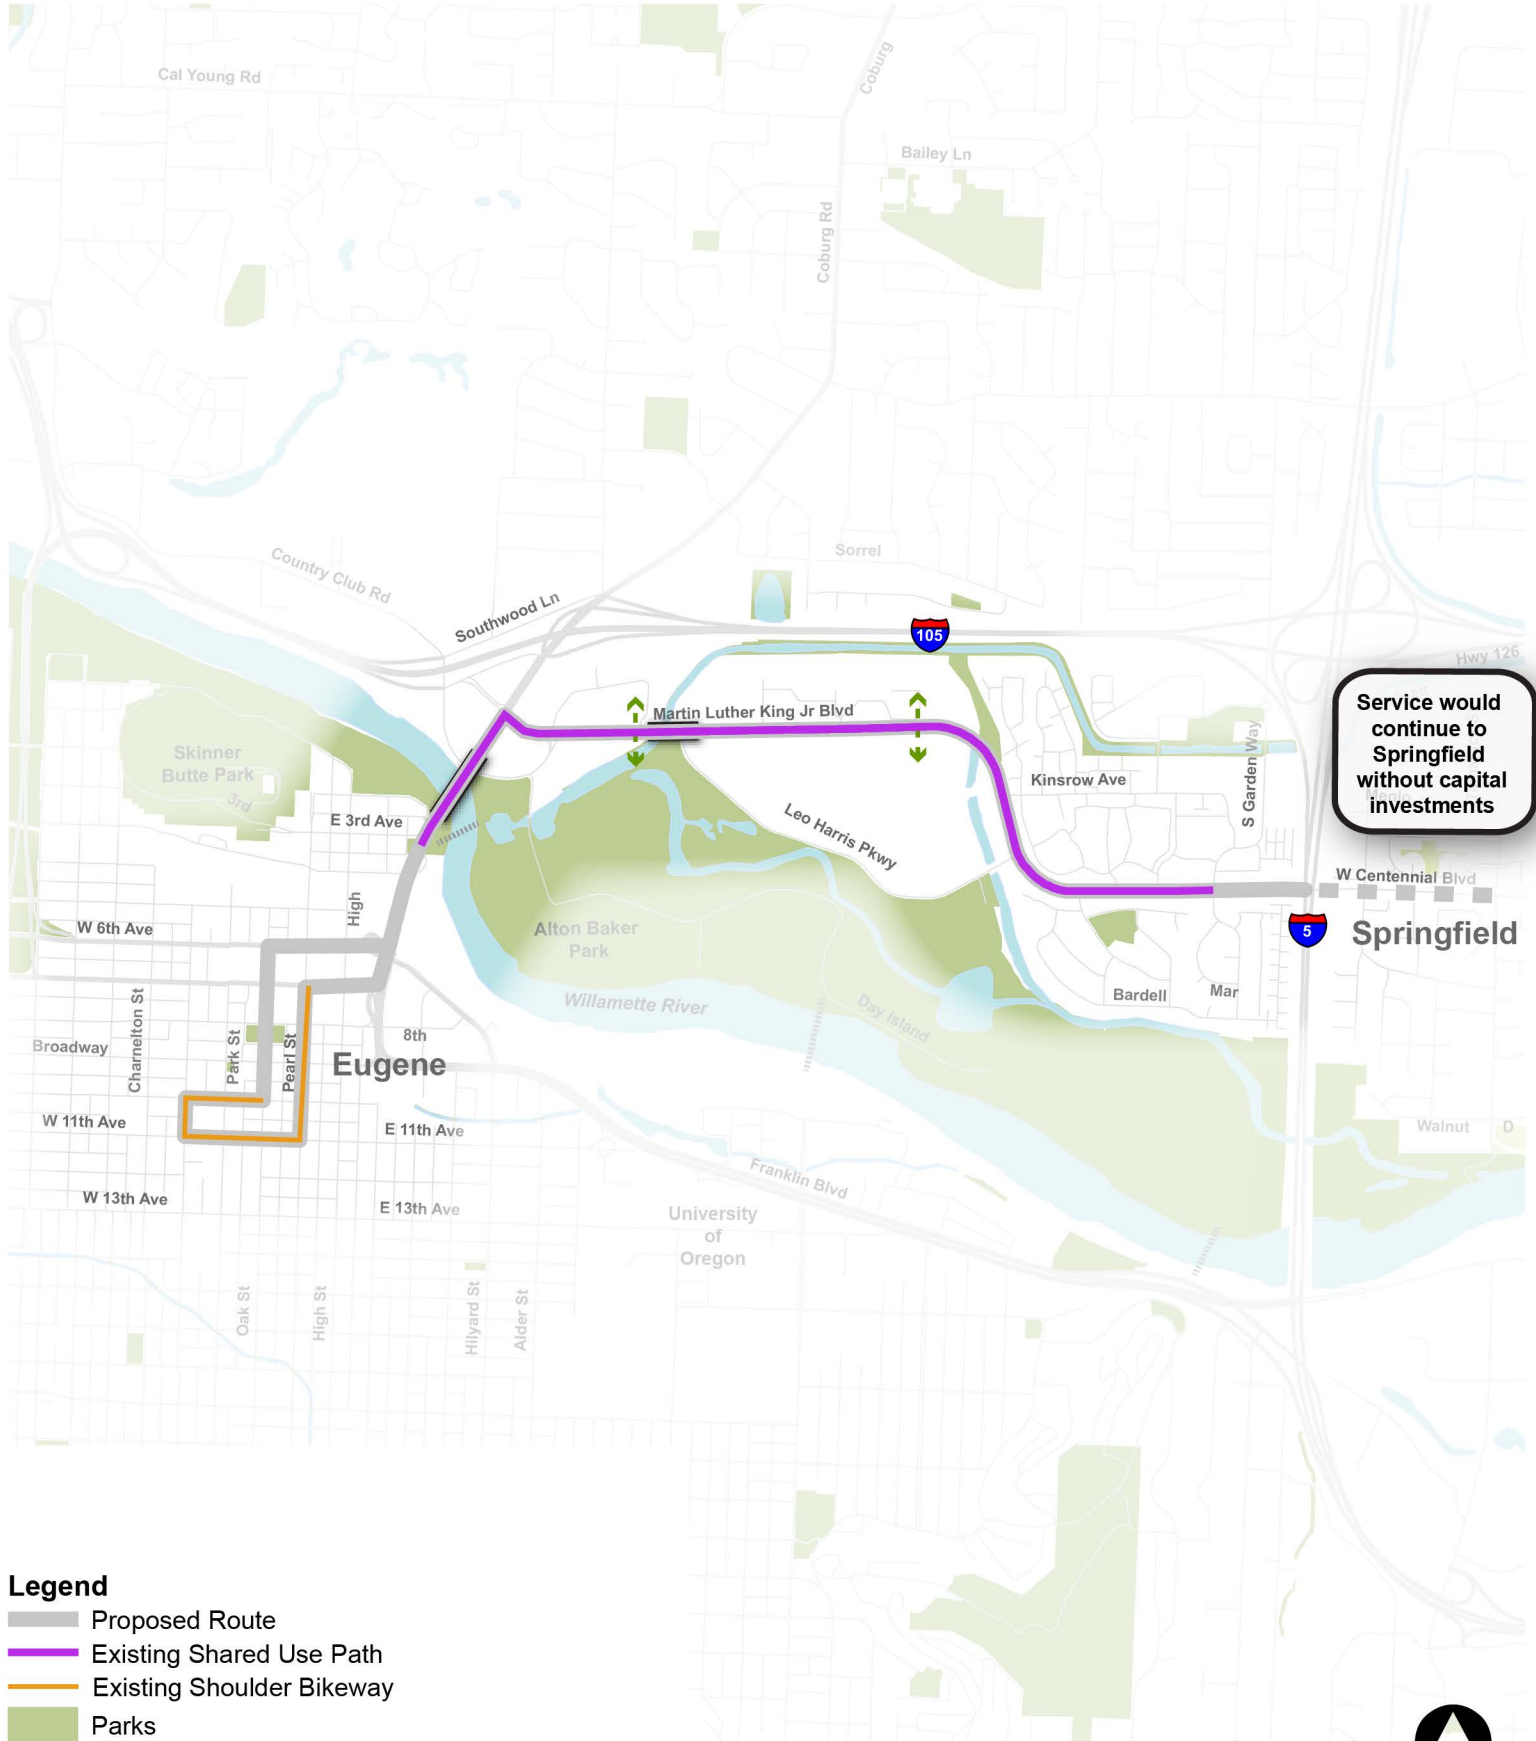 Cal Young Rd
Coburg
Bailey Ln
Coburg Rd
Sorrel
Country Club Rd
Southwood Ln
105
Hwy 126
Service would
continue to
Springfield
without capital
investments
Martin Luther King Jr Blvd
S Garden Way
Skinner
Butte Park
3rd
Kinsrow Ave
E 3rd Ave
Leo Harris Pkwy
W Centennial Blvd
High
W 6th Ave
Alton Baker
Park
5
Springfield
Charnelton St
Willamette River
Day Island
Bardell
Mar
Broadway
Park St
Pearl St
8th
Eugene
W 11th Ave
E 11th Ave
Walnut
D
Franklin Blvd
W 13th Ave
E 13th Ave
University
of
Oregon
Oak St
High St
Hilyard St
Alder St
Legend
Proposed Route
Existing Shared Use Path
Existing Shoulder Bikeway
Parks